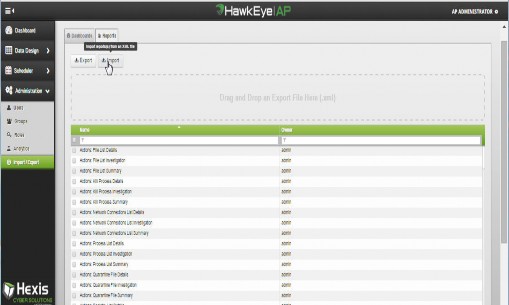 HawkEye AP
AP ADMINISTRATOR
Dashboard
Dashboards
Reports
Import report(s) from an XML file
Data Design
Export
Import
Scheduler
Drag and Drop an Export File Here (.xml)
Administration
Users
Groups
Roles
Analytics
Import / Export
Name
Owner
Actions: File List Details
admin
Actions: File List Investigation
admin
Actions: File List Summary
admin
Actions: Kill Process Details
admin
Actions: Kill Process Investigation
admin
Actions: Kill Process Summary
admin
Actions: Network Connections List Details
admin
Actions: Network Connections List Investigation
admin
Actions: Network Connections List Summary
admin
Actions: Process List Details
admin
Actions: Process List Investigation
admin
Actions: Process List Summary
admin
Actions: Quarantine File Details
admin
Actions: Quarantine File Investigation
admin
Actions: Quarantine File Summary
admin
Hexis
CYBER SOLUTIONS